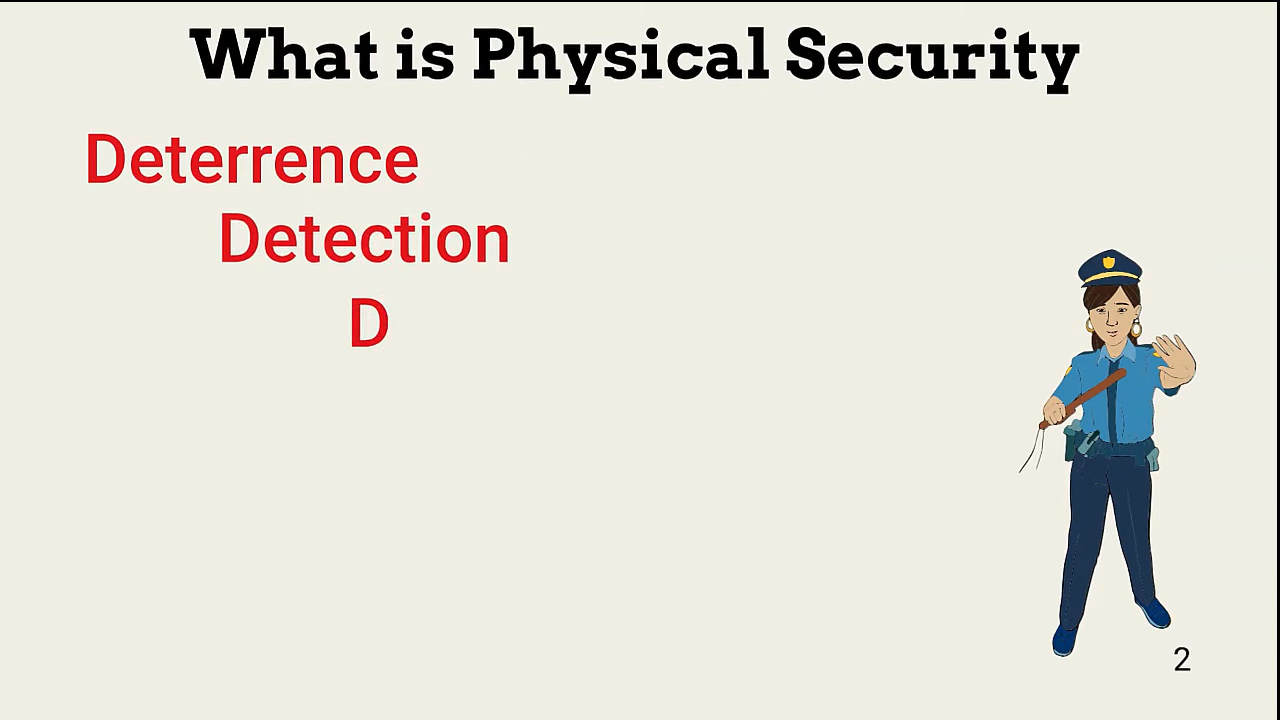 What is Physical Security
Deterrence
Detection
D
2